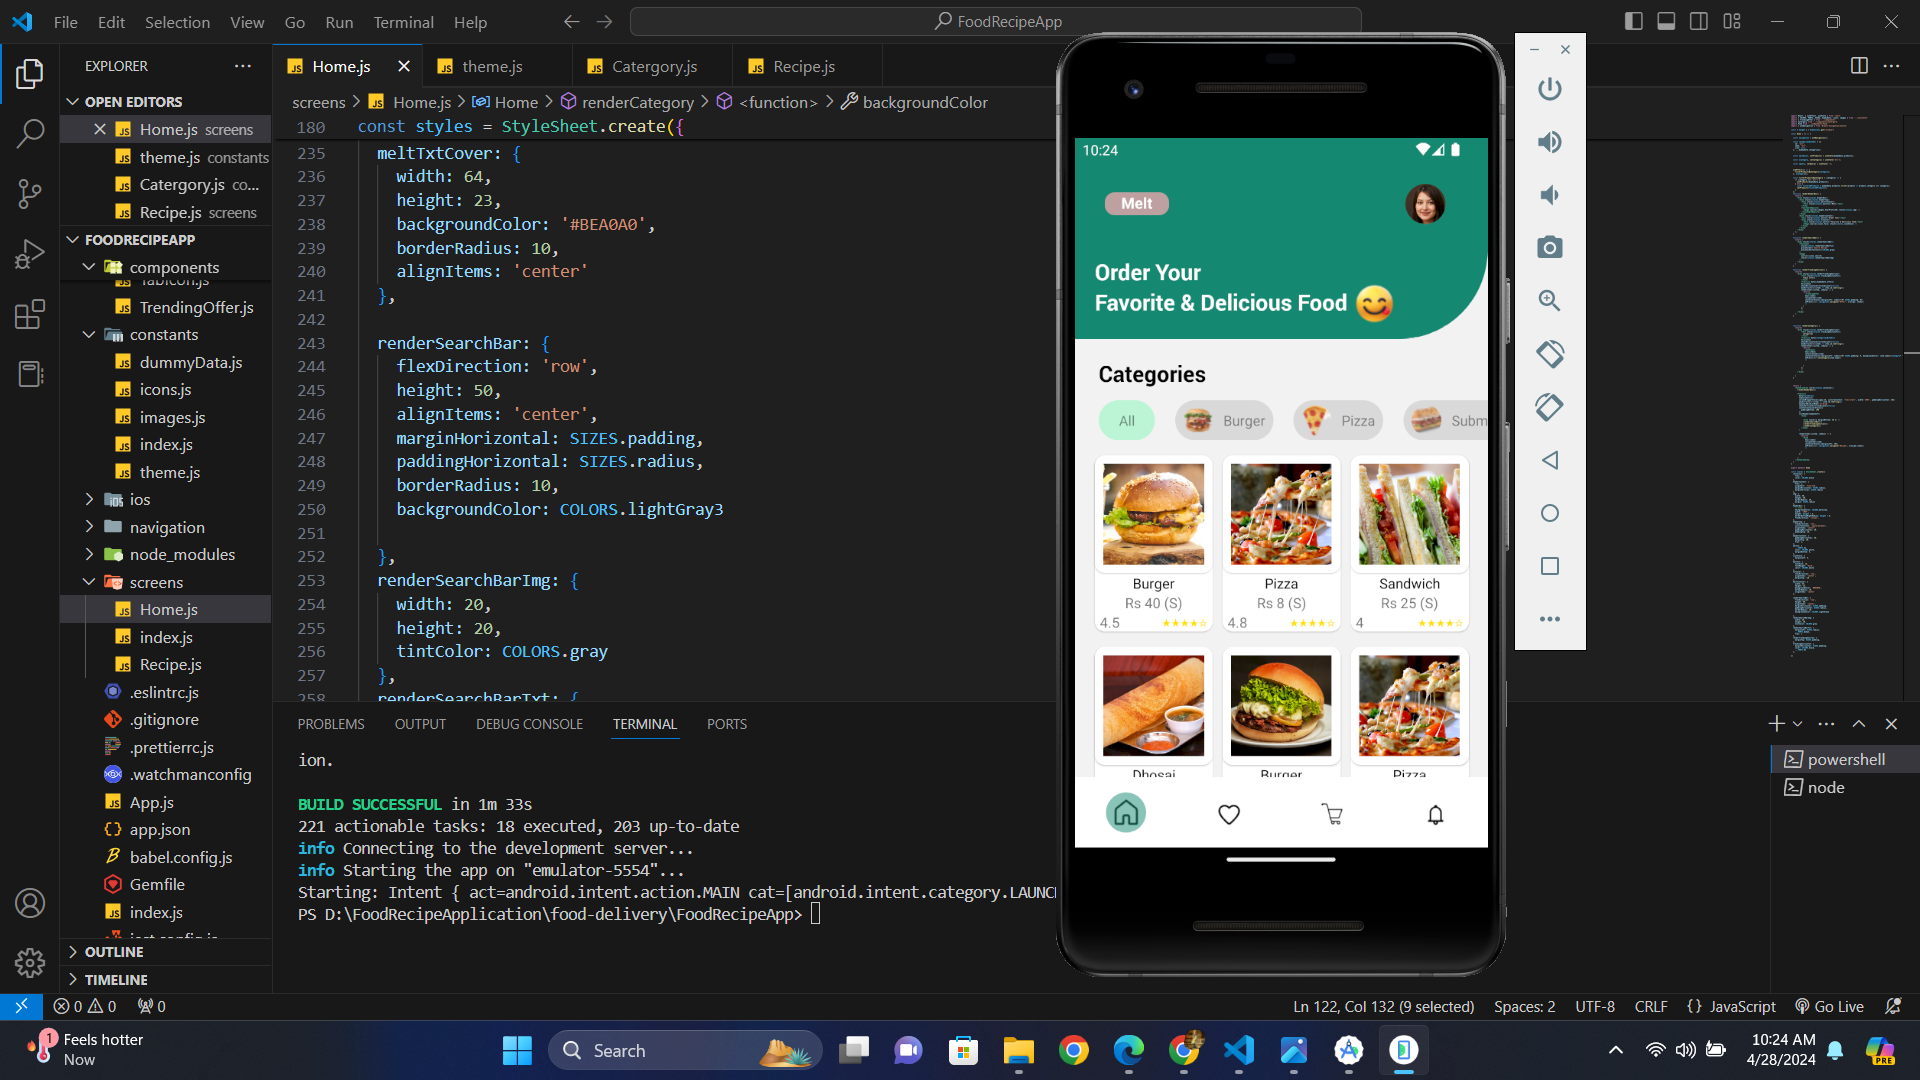 File Edit Selection View Go Run Terminal Help
FoodRecipeApp
EXPLORER
OPEN EDITORS
Home.js screens
theme.js constants
Catergory.js co...
Recipe.js screens
FOODRECIPEAPP
components
TrendingOffer.js
constants
dummyData.js
icons.js
images.js
index.js
theme.js
ios
navigation
node_modules
screens
Home.js
index.js
Recipe.js
.eslintrc.js
.gitignore
.prettierrc.js
.watchmanconfig
App.js
app.json
babel.config.js
Gemfile
index.js
OUTLINE
TIMELINE
Home.js theme.js Catergory.js Recipe.js
screens > Home.js > Home > renderCategory > <function> > backgroundColor
180 const styles = StyleSheet.create({
235 meltTxtCover: {
236 width: 64,
237 height: 23,
238 backgroundColor: '#BEA0A0',
239 borderRadius: 10,
240 alignItems: 'center'
241 },
242
243 renderSearchBar: {
244 flexDirection: 'row',
245 height: 50,
246 alignItems: 'center',
247 marginHorizontal: SIZES.padding,
248 paddingHorizontal: SIZES.radius,
249 borderRadius: 10,
250 backgroundColor: COLORS.lightGray3
251
252 },
253 renderSearchBarImg: {
254 width: 20,
255 height: 20,
256 tintColor: COLORS.gray
257 },
258 renderSearchBarTxt: {
PROBLEMS OUTPUT DEBUG CONSOLE TERMINAL PORTS
ion.
BUILD SUCCESSFUL in 1m 33s
221 actionable tasks: 18 executed, 203 up-to-date
info Connecting to the development server...
info Starting the app on "emulator-5554"...
Starting: Intent { act=android.intent.action.MAIN cat=[android.intent.category.LAUNC
PS D:\FoodRecipeApplication\food-delivery\FoodRecipeApp>
powershell
node
10:24
Melt
Order Your
Favorite & Delicious Food
Categories
All Burger Pizza Subm
Burger Pizza Sandwich
Rs 40 (S) Rs 8 (S) Rs 25 (S)
4.5 4.8 4
Dhosai Burger Pizza
0 0 0
Ln 122, Col 132 (9 selected) Spaces: 2 UTF-8 CRLF {} JavaScript Go Live
1
Feels hotter
Now
Search
10:24 AM
4/28/2024
PRE